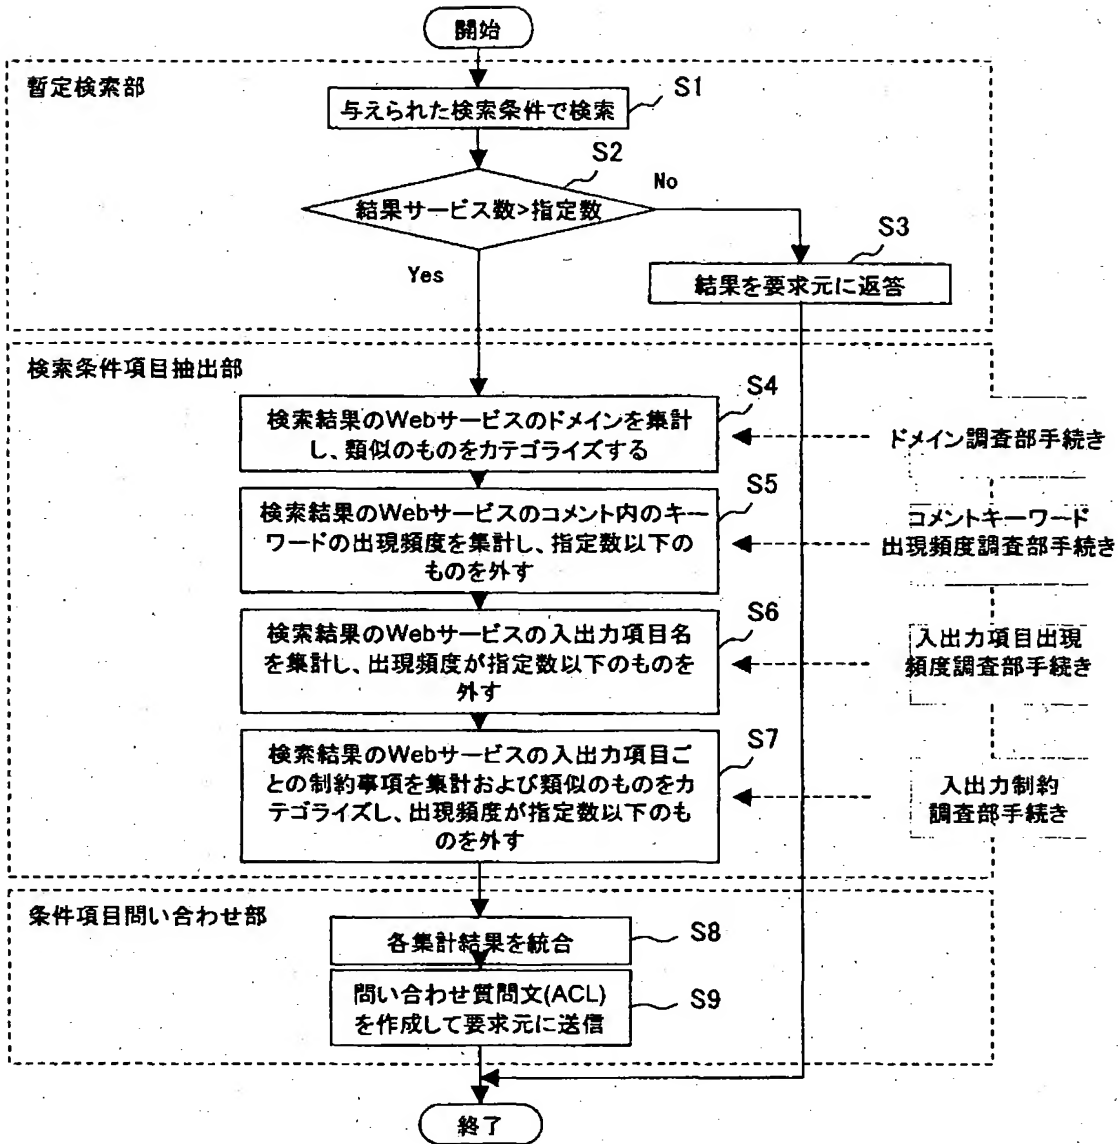 開始
暫定検索部
与えられた検索条件で検索
S1
S2
結果サービス数>指定数
No
Yes
S3
結果を要求元に返答
検索条件項目抽出部
S4
検索結果のWebサービスのドメインを集計
し、類似のものをカテゴライズする
ドメイン調査部手続き
S5
検索結果のWebサービスのコメント内のキー
ワードの出現頻度を集計し、指定数以下の
ものを外す
コメントキーワード
出現頻度調査部手続き
S6
検索結果のWebサービスの入出力項目名
を集計し、出現頻度が指定数以下のものを
外す
入出力項目出現
頻度調査部手続き
S7
検索結果のWebサービスの入出力項目ご
との制約事項を集計および類似のものをカ
テゴライズし、出現頻度が指定数以下のも
のを外す
入出力制約
調査部手続き
条件項目問い合わせ部
各集計結果を統合
S8
問い合わせ質問文(ACL)
を作成して要求元に送信
S9
終了